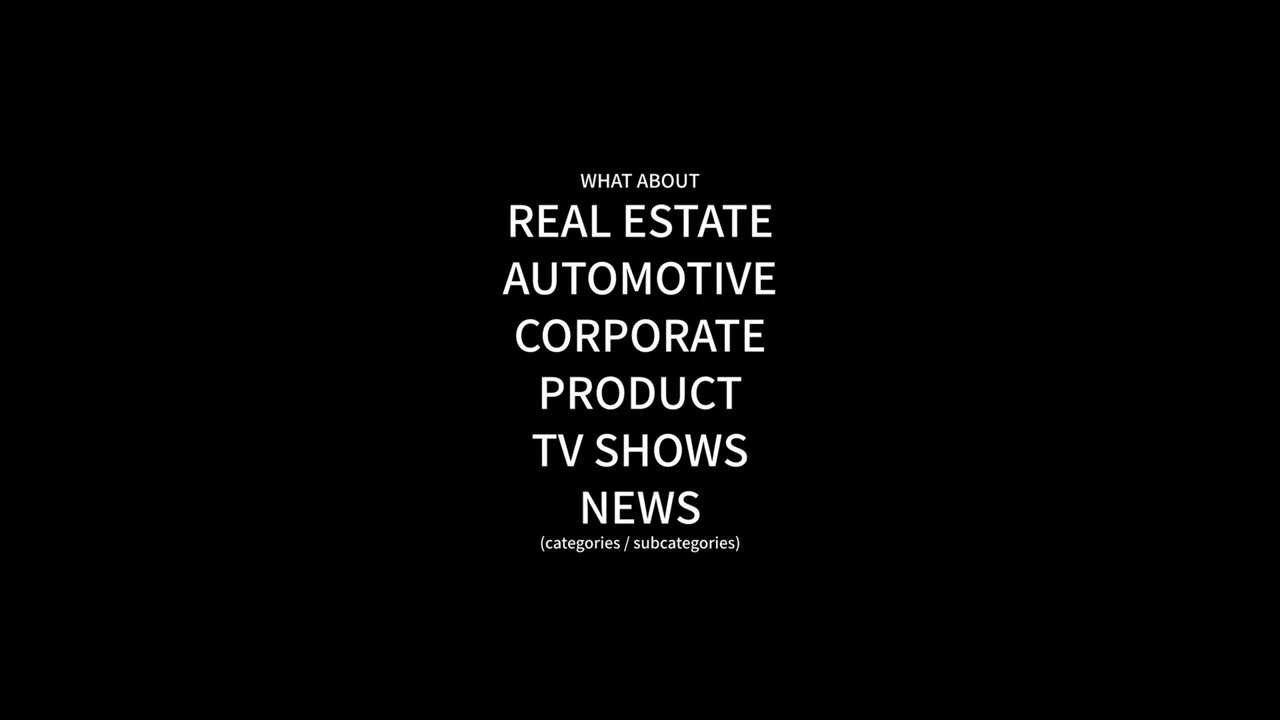 WHAT ABOUT
REAL ESTATE
AUTOMOTIVE
CORPORATE
PRODUCT
TV SHOWS
NEWS
(categories / subcategories)